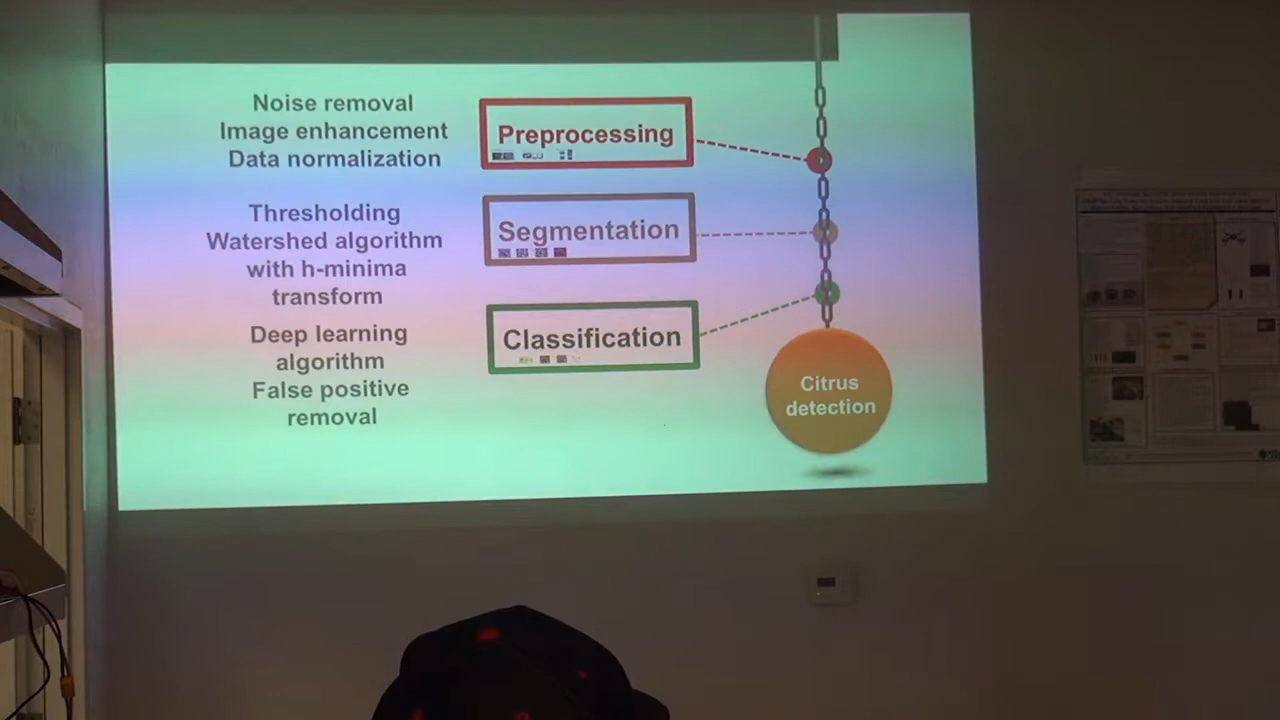 Noise removal
Image enhancement
Data normalization
Preprocessing
Thresholding
Watershed algorithm
with h-minima
transform
Segmentation
Deep learning
algorithm
False positive
removal
Classification
Citrus
detection